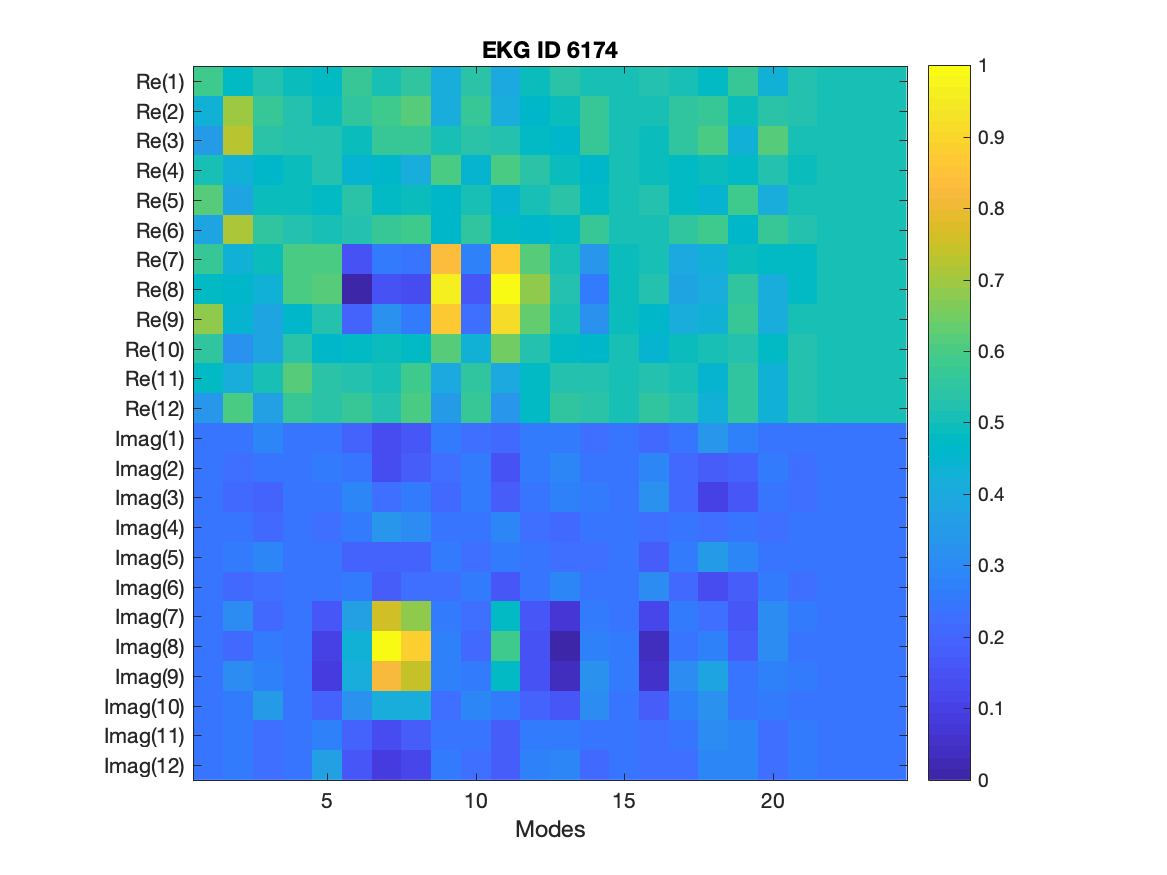 EKG ID 6174
Re(1)
Re(2)
Re(3)
Re(4)
Re(5)
Re(6)
Re(7)
Re(8)
Re(9)
Re(10)
Re(11)
Re(12)
Imag(1)
Imag(2)
Imag(3)
Imag(4)
Imag(5)
Imag(6)
Imag(7)
Imag(8)
Imag(9)
Imag(10)
Imag(11)
Imag(12)
5 10 15 20
Modes
1
0.9
0.8
0.7
0.6
0.5
0.4
0.3
0.2
0.1
0